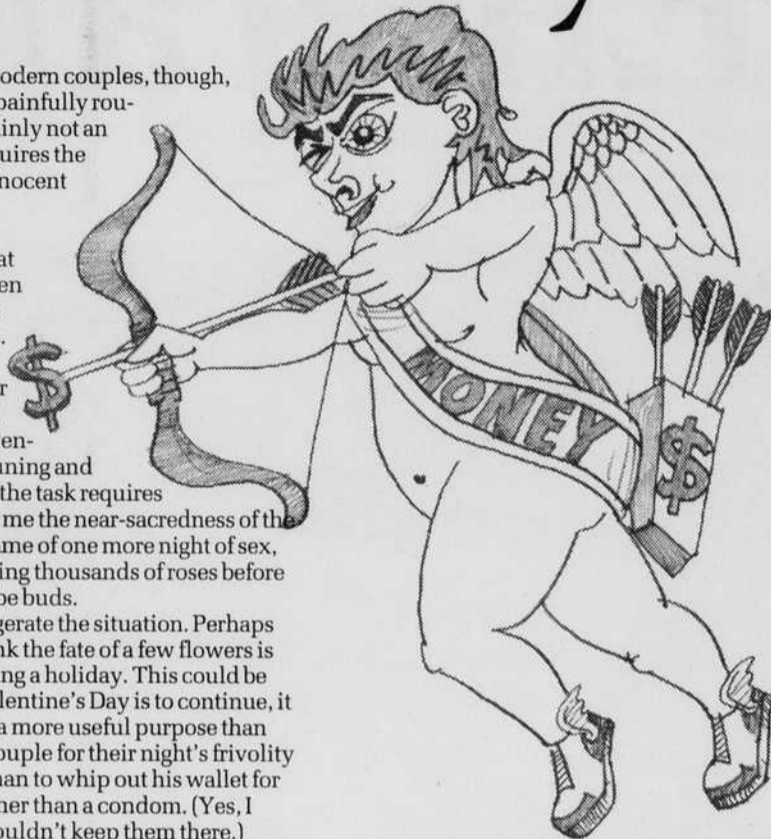 odern couples, though,
painfully rou-
inly not an
uires the
nocent
at
en
.
r
en-
ning and
the task requires
me the near-sacredness of the
ame of one more night of sex,
ing thousands of roses before
be buds.
gerate the situation. Perhaps
nk the fate of a few flowers is
ing a holiday. This could be
lentine's Day is to continue, it
a more useful purpose than
ouple for their night's frivolity
nan to whip out his wallet for
her than a condom. (Yes, I
ouldn't keep them there.)
$
MONEY
$